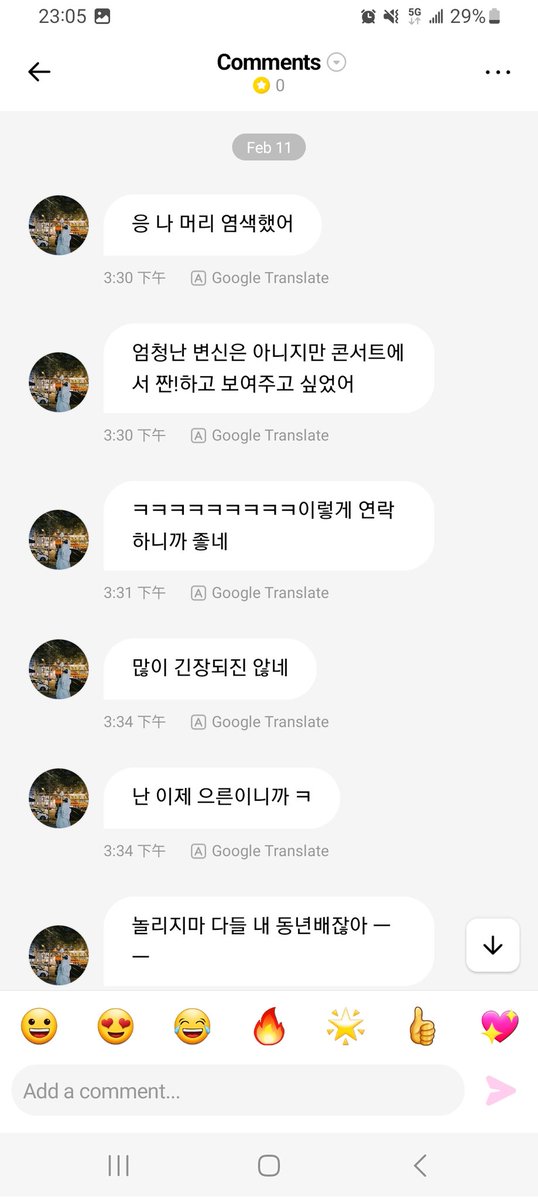 23:05
5G
29%
Comments
0
Feb 11
응 나 머리 염색했어
3:30 下午 A Google Translate
엄청난 변신은 아니지만 콘서트에
서 짠!하고 보여주고 싶었어
3:30 下午 A Google Translate
ㅋㅋㅋㅋㅋㅋㅋㅋㅋ이렇게 연락
하니까 좋네
3:31 下午 A Google Translate
많이 긴장되진 않네
3:34 下午 A Google Translate
난 이제 으른이니까 ㅋ
3:34 下午 A Google Translate
놀리지마 다들 내 동년배잖아 ㅡ
ㅡ
Add a comment...